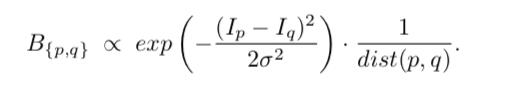 B_{\{p,q\}} \propto exp\left(-\frac{(I_p - I_q)^2}{2\sigma^2}\right) \cdot \frac{1}{dist(p,q)}.